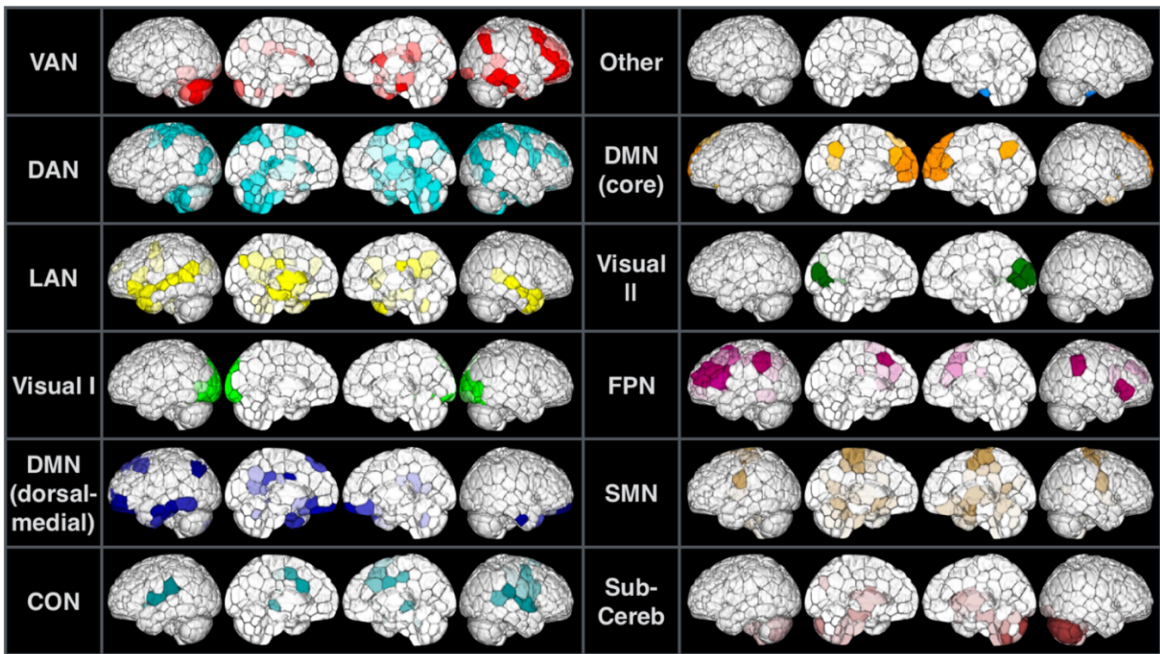 VAN
Other
DAN
DMN
(core)
LAN
Visual
II
Visual I
FPN
DMN
(dorsal-
medial)
SMN
CON
Sub-
Cereb